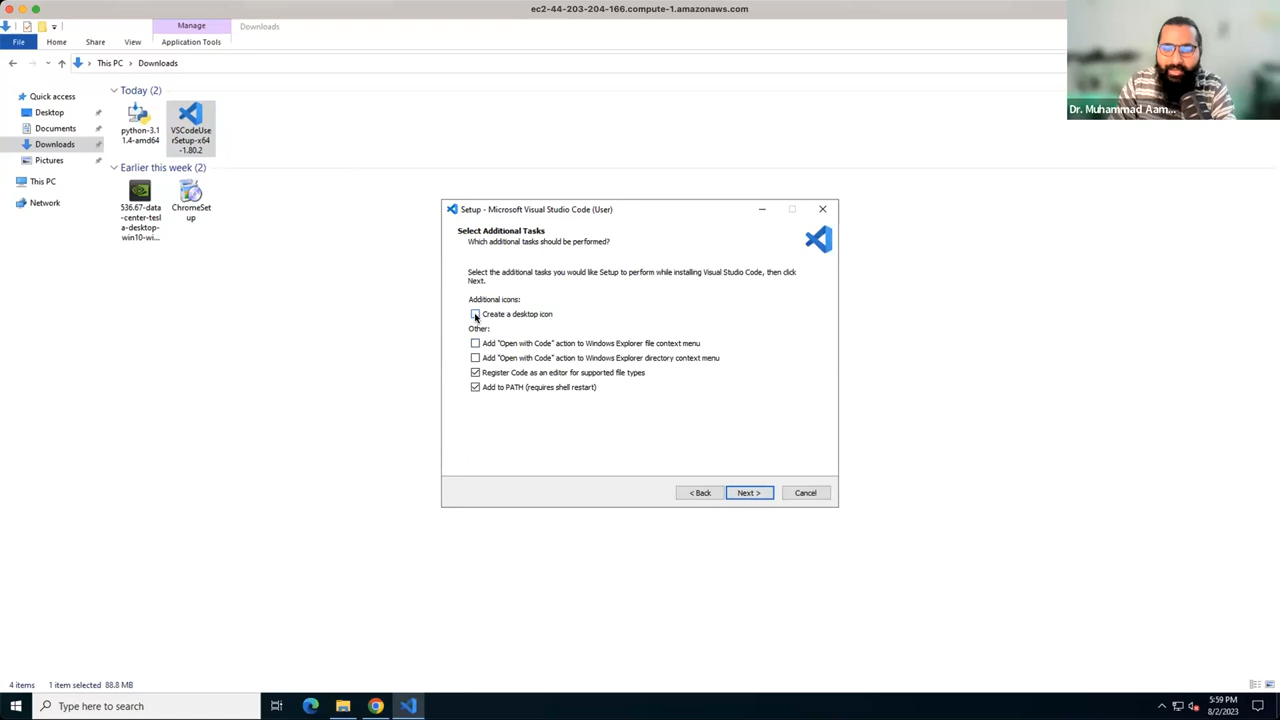 ec2-44-203-204-166.compute-1.amazonaws.com
Manage
Downloads
File
Home
Share
View
Application Tools
This PC
Downloads
Quick access
Desktop
Documents
Downloads
Pictures
This PC
Network
Today (2)
python-3.1
1.4-amd64
VSCodeUse
rSetup-x64
-1.80.2
Earlier this week (2)
536.67-data
-center-tesl
a-desktop-
win10-wi...
ChromeSet
up
Setup - Microsoft Visual Studio Code (User)
Select Additional Tasks
Which additional tasks should be performed?
Select the additional tasks you would like Setup to perform while installing Visual Studio Code, then click
Next.
Additional icons:
Create a desktop icon
Other:
Add "Open with Code" action to Windows Explorer file context menu
Add "Open with Code" action to Windows Explorer directory context menu
Register Code as an editor for supported file types
Add to PATH (requires shell restart)
< Back
Next >
Cancel
Dr. Muhammad Aam...
4 items
1 item selected 88.8 MB
Type here to search
5:59 PM
8/2/2023